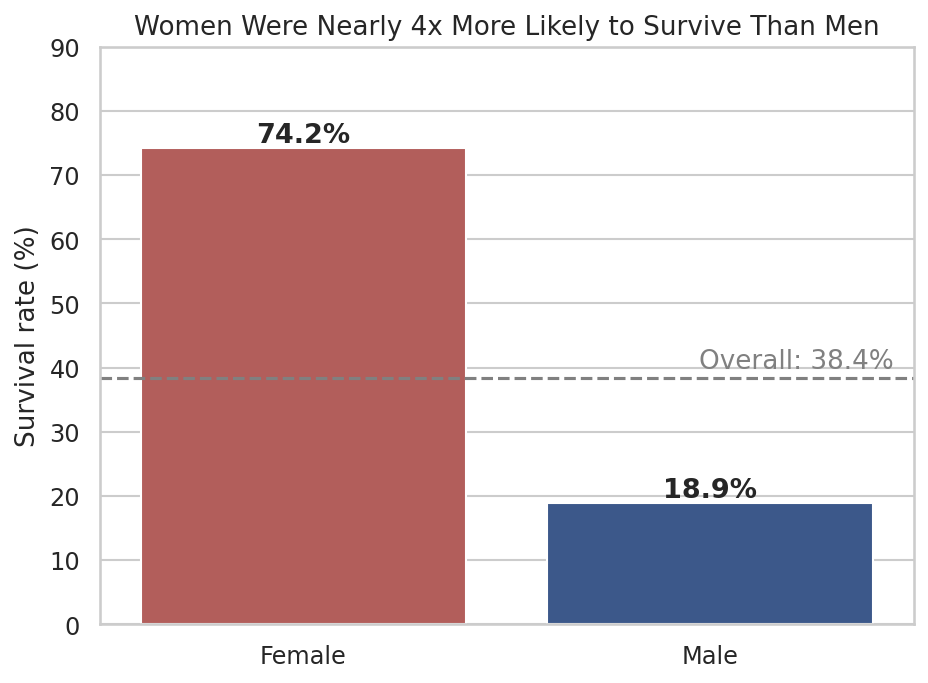 Women Were Nearly 4x More Likely to Survive Than Men
Survival rate (%)
90
80
70
60
50
40
30
20
10
0
74.2%
Overall: 38.4%
18.9%
Female
Male